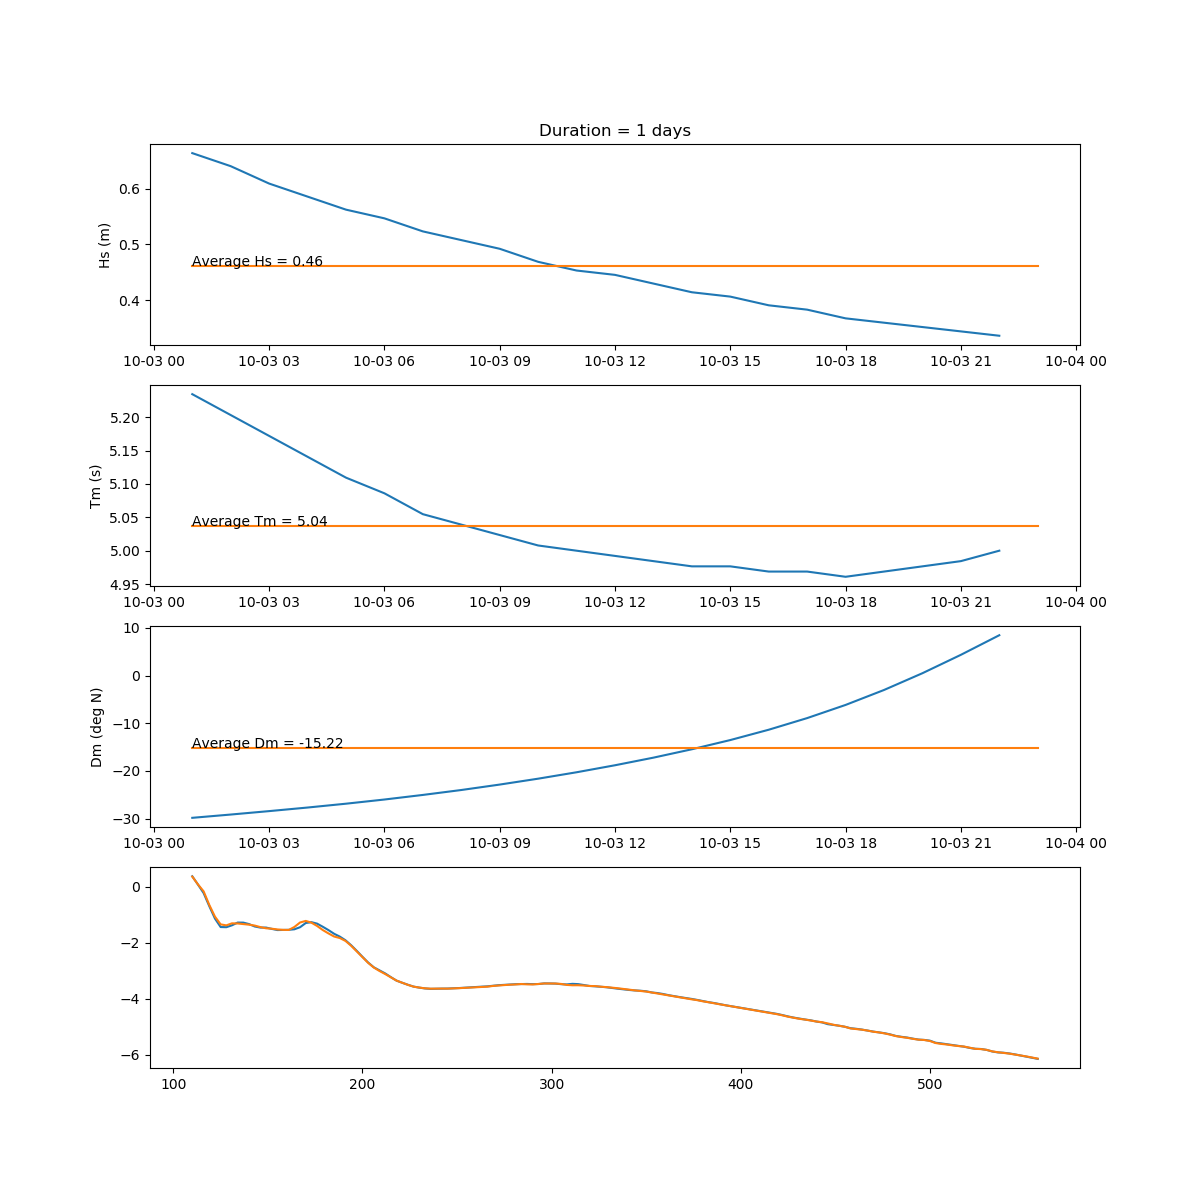 Duration = 1 days
Hs (m)
0.6
0.5
0.4
Average Hs = 0.46
10-03 00 10-03 03 10-03 06 10-03 09 10-03 12 10-03 15 10-03 18 10-03 21 10-04 00
Tm (s)
5.20
5.15
5.10
5.05
5.00
4.95
Average Tm = 5.04
10-03 00 10-03 03 10-03 06 10-03 09 10-03 12 10-03 15 10-03 18 10-03 21 10-04 00
Dm (deg N)
10
0
−10
−20
−30
Average Dm = -15.22
10-03 00 10-03 03 10-03 06 10-03 09 10-03 12 10-03 15 10-03 18 10-03 21 10-04 00
0
−2
−4
−6
100 200 300 400 500